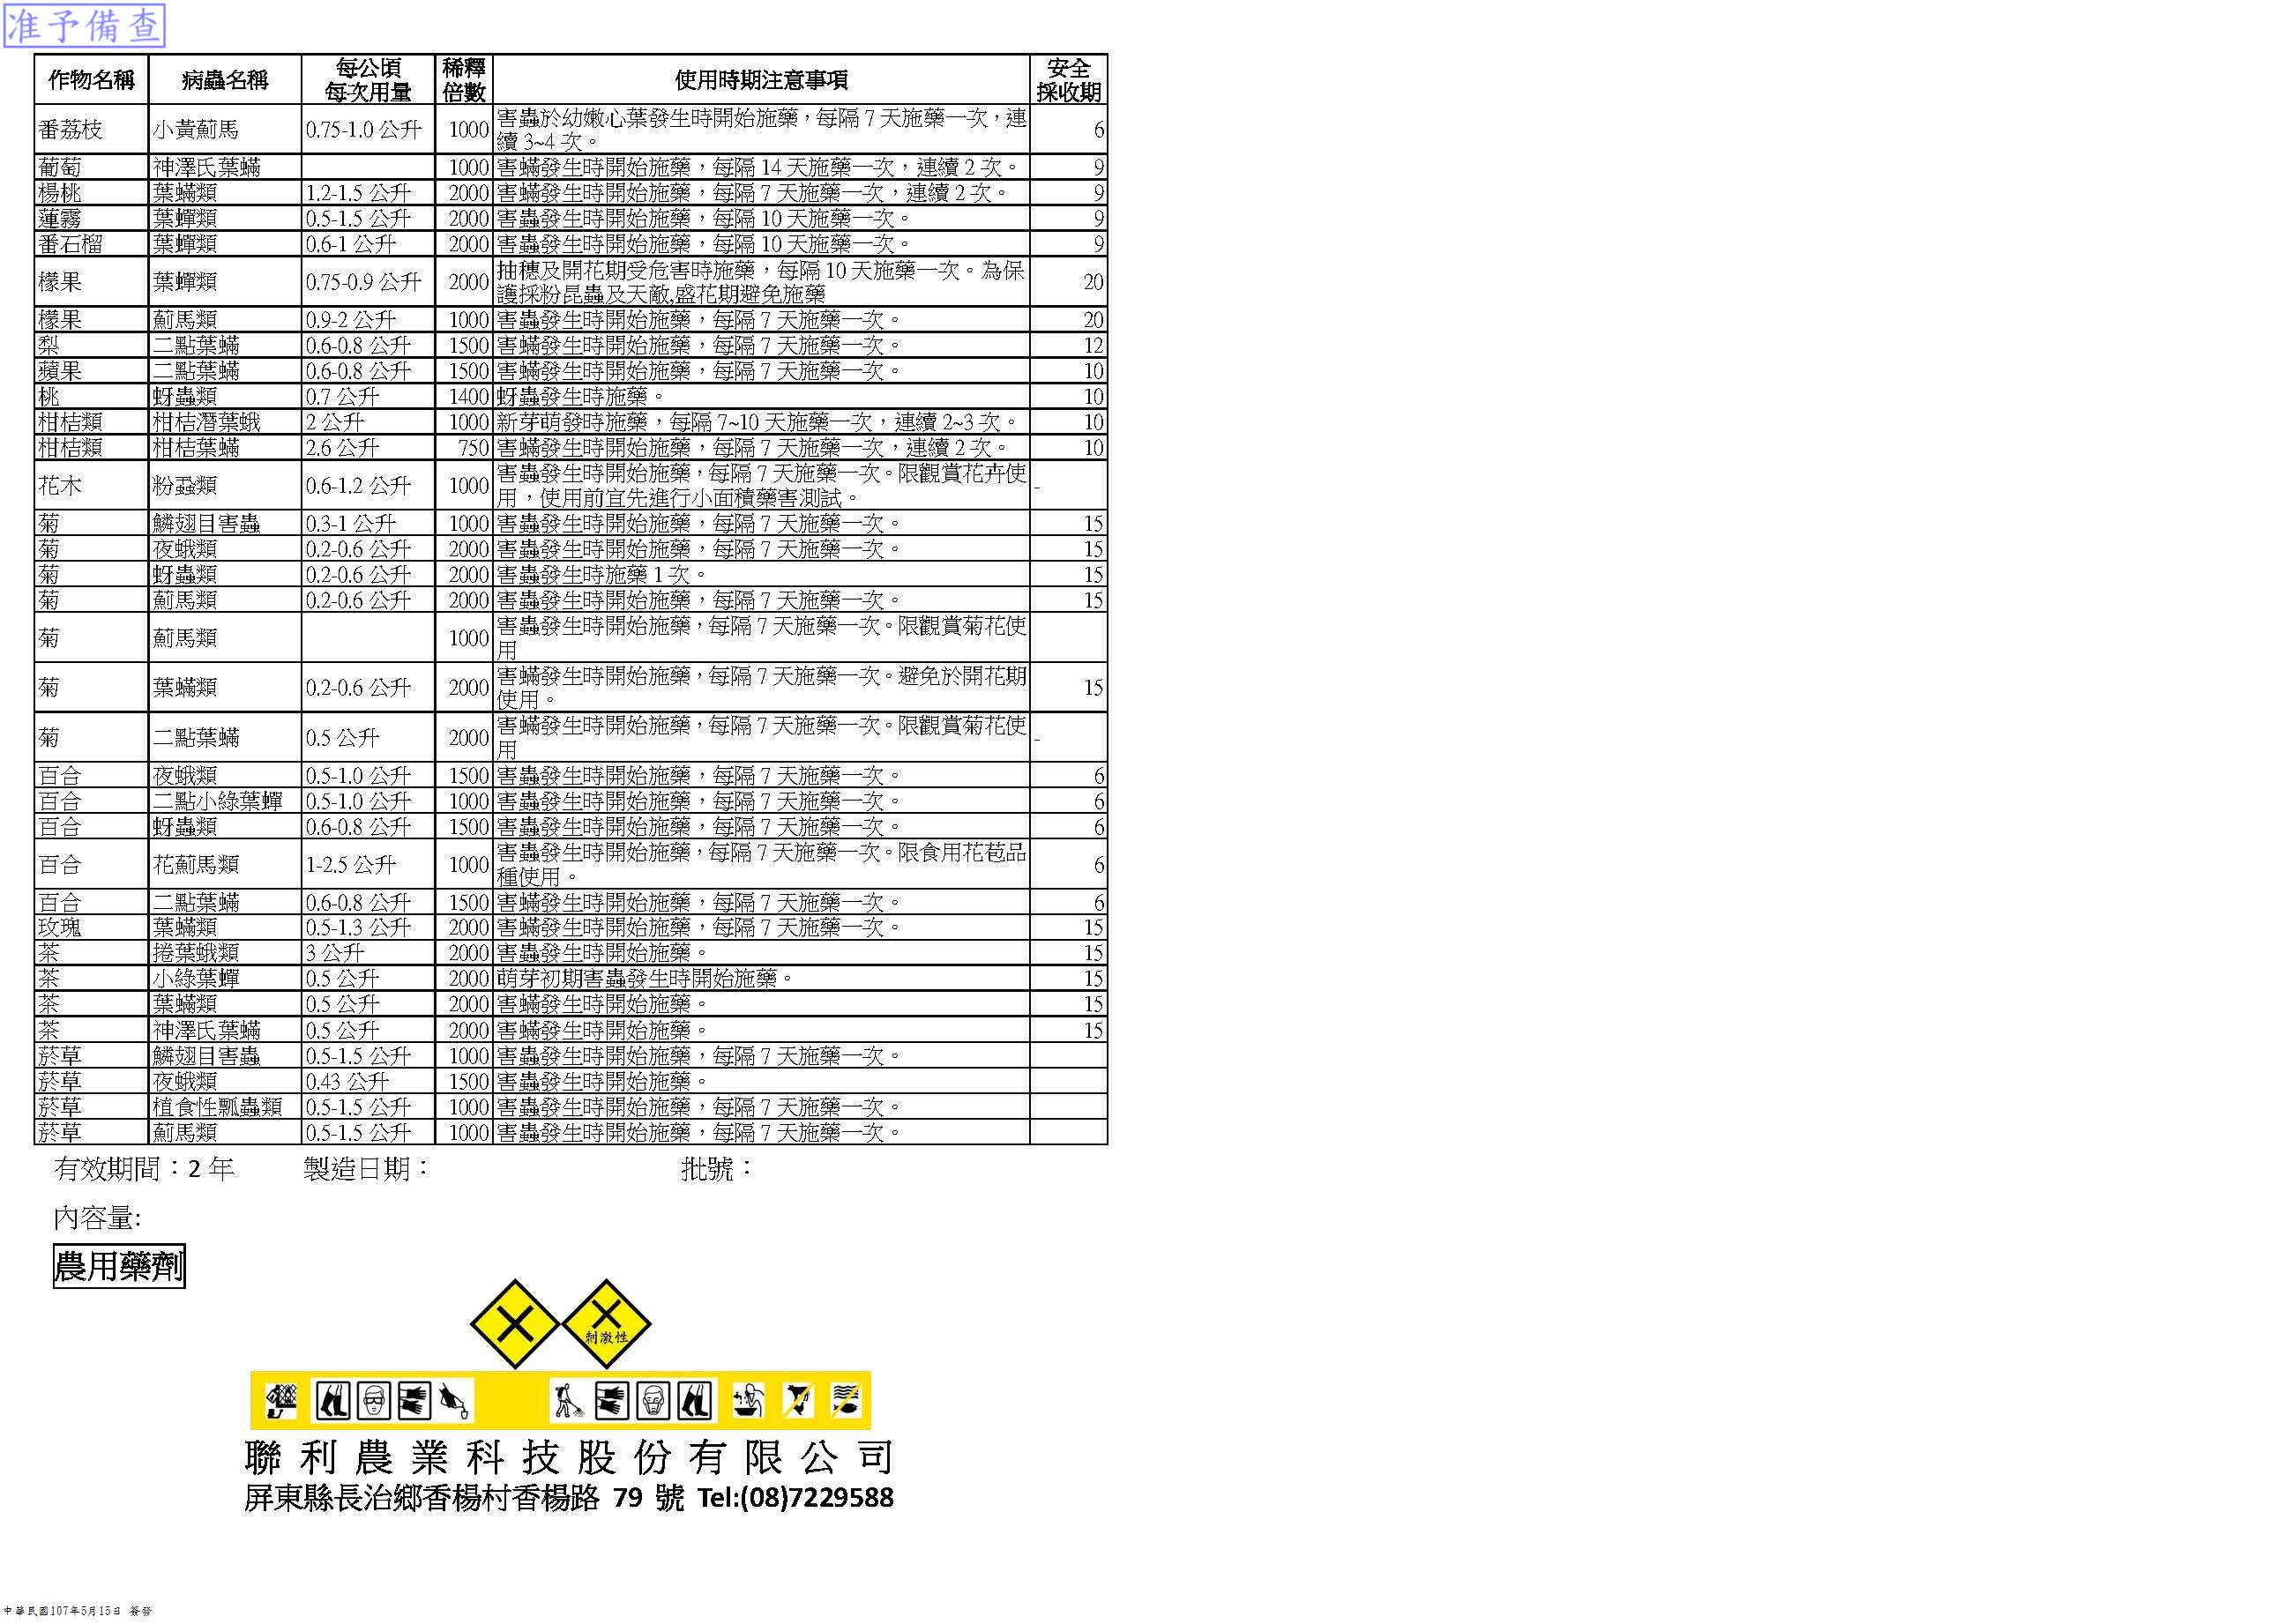 准予備查
作物名稱 病蟲名稱 每公頃每次用量 稀釋倍數 使用時期注意事項 安全採收期
番荔枝 小黃薊馬 0.75-1.0 公升 1000 害蟲於幼嫩心葉發生時開始施藥，每隔 7 天施藥一次，連
續 3~4 次。 6
葡萄 神澤氏葉蟎 1000 害蟎發生時開始施藥，每隔 14 天施藥一次，連續 2 次。 9
楊桃 葉蟎類 1.2-1.5 公升 2000 害蟎發生時開始施藥，每隔 7 天施藥一次，連續 2 次。 9
蓮霧 葉蟬類 0.5-1.5 公升 2000 害蟲發生時開始施藥，每隔 10 天施藥一次。 9
番石榴 葉蟬類 0.6-1 公升 2000 害蟲發生時開始施藥，每隔 10 天施藥一次。 9
檬果 葉蟬類 0.75-0.9 公升 2000 抽穗及開花期受危害時施藥，每隔 10 天施藥一次。為保
護採粉昆蟲及天敵,盛花期避免施藥 20
檬果 薊馬類 0.9-2 公升 1000 害蟲發生時開始施藥，每隔 7 天施藥一次。 20
梨 二點葉蟎 0.6-0.8 公升 1500 害蟎發生時開始施藥，每隔 7 天施藥一次。 12
蘋果 二點葉蟎 0.6-0.8 公升 1500 害蟎發生時開始施藥，每隔 7 天施藥一次。 10
桃 蚜蟲類 0.7 公升 1400 蚜蟲發生時施藥。 10
柑桔類 柑桔潛葉蛾 2 公升 1000 新芽萌發時施藥，每隔 7~10 天施藥一次，連續 2~3 次。 10
柑桔類 柑桔葉蟎 2.6 公升 750 害蟎發生時開始施藥，每隔 7 天施藥一次，連續 2 次。 10
花木 粉蝨類 0.6-1.2 公升 1000 害蟲發生時開始施藥，每隔 7 天施藥一次。限觀賞花卉使
用，使用前宜先進行小面積藥害測試。 -
菊 鱗翅目害蟲 0.3-1 公升 1000 害蟲發生時開始施藥，每隔 7 天施藥一次。 15
菊 夜蛾類 0.2-0.6 公升 2000 害蟲發生時開始施藥，每隔 7 天施藥一次。 15
菊 蚜蟲類 0.2-0.6 公升 2000 害蟲發生時施藥 1 次。 15
菊 薊馬類 0.2-0.6 公升 2000 害蟲發生時開始施藥，每隔 7 天施藥一次。 15
菊 薊馬類 1000 害蟲發生時開始施藥，每隔 7 天施藥一次。限觀賞菊花使
用
菊 葉蟎類 0.2-0.6 公升 2000 害蟎發生時開始施藥，每隔 7 天施藥一次。避免於開花期
使用。 15
菊 二點葉蟎 0.5 公升 2000 害蟎發生時開始施藥，每隔 7 天施藥一次。限觀賞菊花使
用 -
百合 夜蛾類 0.5-1.0 公升 1500 害蟲發生時開始施藥，每隔 7 天施藥一次。 6
百合 二點小綠葉蟬 0.5-1.0 公升 1000 害蟲發生時開始施藥，每隔 7 天施藥一次。 6
百合 蚜蟲類 0.6-0.8 公升 1500 害蟲發生時開始施藥，每隔 7 天施藥一次。 6
百合 花薊馬類 1-2.5 公升 1000 害蟲發生時開始施藥，每隔 7 天施藥一次。限食用花苞品
種使用。 6
百合 二點葉蟎 0.6-0.8 公升 1500 害蟎發生時開始施藥，每隔 7 天施藥一次。 6
玫瑰 葉蟎類 0.5-1.3 公升 2000 害蟎發生時開始施藥，每隔 7 天施藥一次。 15
茶 捲葉蛾類 3 公升 2000 害蟲發生時開始施藥。 15
茶 小綠葉蟬 0.5 公升 2000 萌芽初期害蟲發生時開始施藥。 15
茶 葉蟎類 0.5 公升 2000 害蟎發生時開始施藥。 15
茶 神澤氏葉蟎 0.5 公升 2000 害蟎發生時開始施藥。 15
菸草 鱗翅目害蟲 0.5-1.5 公升 1000 害蟲發生時開始施藥，每隔 7 天施藥一次。
菸草 夜蛾類 0.43 公升 1500 害蟲發生時開始施藥。
菸草 植食性瓢蟲類 0.5-1.5 公升 1000 害蟲發生時開始施藥，每隔 7 天施藥一次。
菸草 薊馬類 0.5-1.5 公升 1000 害蟲發生時開始施藥，每隔 7 天施藥一次。
有效期間：2 年 製造日期： 批號：
內容量:
農用藥劑
刺激性
聯利農業科技股份有限公司
屏東縣長治鄉香楊村香楊路 79 號 Tel:(08)7229588
中華民國107年5月15日 簽發